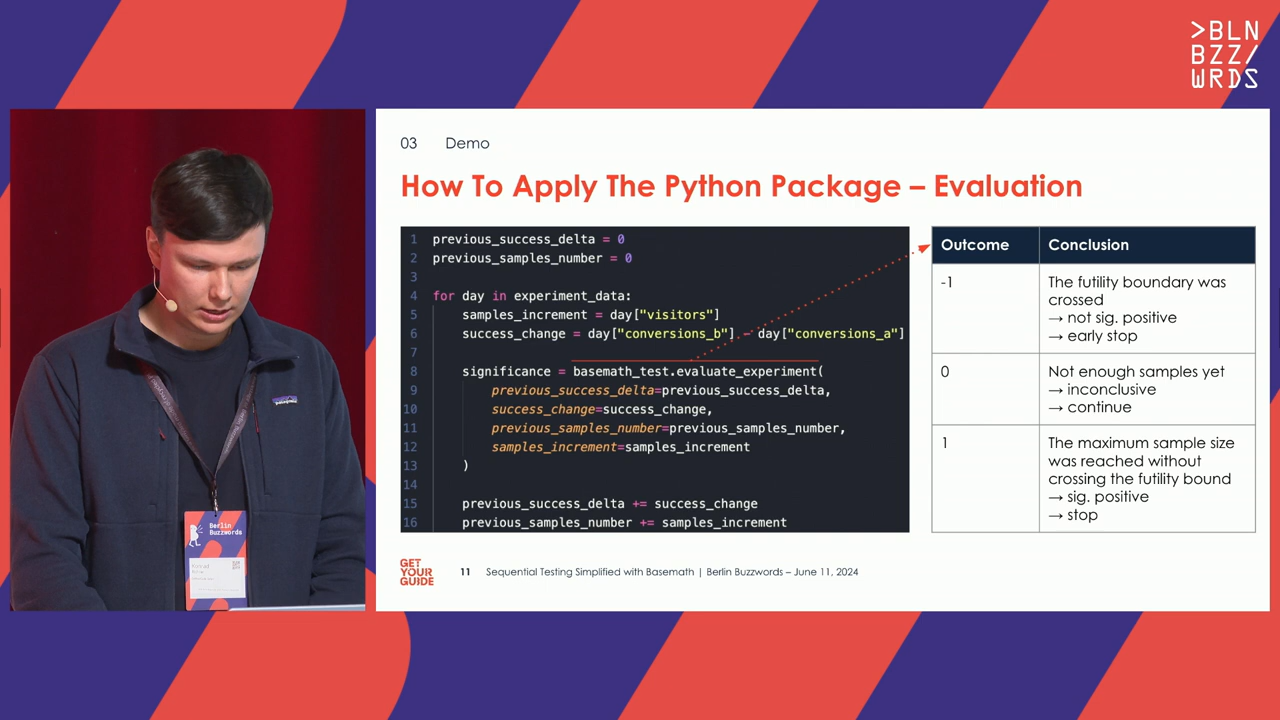 >BLN
BZZ/
WRDS
03 Demo
How To Apply The Python Package – Evaluation
1 previous_success_delta = 0
2 previous_samples_number = 0
3
4 for day in experiment_data:
5 samples_increment = day["visitors"]
6 success_change = day["conversions_b"] - day["conversions_a"]
7
8 significance = basemath_test.evaluate_experiment(
9 previous_success_delta=previous_success_delta,
10 success_change=success_change,
11 previous_samples_number=previous_samples_number,
12 samples_increment=samples_increment
13 )
14
15 previous_success_delta += success_change
16 previous_samples_number += samples_increment
Outcome Conclusion
-1 The futility boundary was
crossed
→ not sig. positive
→ early stop
0 Not enough samples yet
→ inconclusive
→ continue
1 The maximum sample size
was reached without
crossing the futility bound
→ sig. positive
→ stop
GET
YOUR
GUIDE
11 Sequential Testing Simplified with Basemath | Berlin Buzzwords – June 11, 2024
patagonia
Berlin
Buzzwords